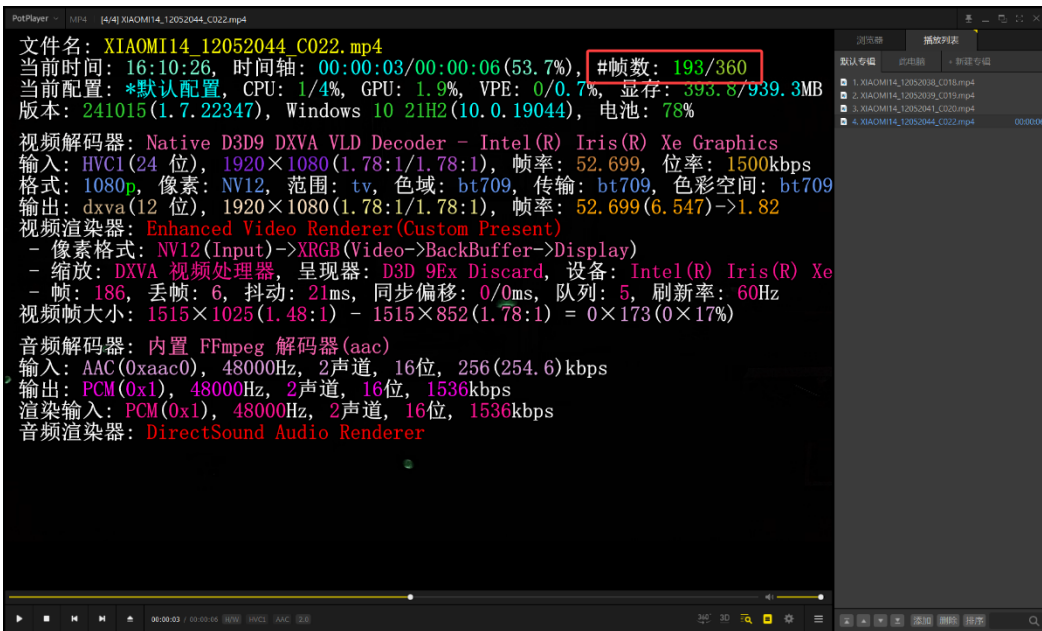 PotPlayer MP4 [4/4] XIAOMI14_12052044_C022.mp4
文件名: XIAOMI14_12052044_C022.mp4
当前时间: 16:10:26, 时间轴: 00:00:03/00:00:06(53.7%), #帧数: 193/360
当前配置: *默认配置, CPU: 1/4%, GPU: 1.9%, VPE: 0/0.7%, 显存: 393.8/939.3MB
版本: 241015(1.7.22347), Windows 10 21H2(10.0.19044), 电池: 78%
视频解码器: Native D3D9 DXVA VLD Decoder - Intel(R) Iris(R) Xe Graphics
输入: HVC1(24 位), 1920×1080(1.78:1/1.78:1), 帧率: 52.699, 位率: 1500kbps
格式: 1080p, 像素: NV12, 范围: tv, 色域: bt709, 传输: bt709, 色彩空间: bt709
输出: dxva(12 位), 1920×1080(1.78:1/1.78:1), 帧率: 52.699(6.547)->1.82
视频渲染器: Enhanced Video Renderer(Custom Present)
- 像素格式: NV12(Input)->XRGB(Video->BackBuffer->Display)
- 缩放: DXVA 视频处理器, 呈现器: D3D 9Ex Discard, 设备: Intel(R) Iris(R) Xe
- 帧: 186, 丢帧: 6, 抖动: 21ms, 同步偏移: 0/0ms, 队列: 5, 刷新率: 60Hz
视频帧大小: 1515×1025(1.48:1) - 1515×852(1.78:1) = 0×173(0×17%)
音频解码器: 内置 FFmpeg 解码器(aac)
输入: AAC(0xaac0), 48000Hz, 2声道, 16位, 256(254.6)kbps
输出: PCM(0x1), 48000Hz, 2声道, 16位, 1536kbps
渲染输入: PCM(0x1), 48000Hz, 2声道, 16位, 1536kbps
音频渲染器: DirectSound Audio Renderer
00:00:03 / 00:00:06 H/W HVC1 AAC 2.0
360° 3D
浏览器 播放列表
默认专辑 此电脑 + 新建专辑
1. XIAOMI14_12052038_C018.mp4
2. XIAOMI14_12052039_C019.mp4
3. XIAOMI14_12052041_C020.mp4
4. XIAOMI14_12052044_C022.mp4 00:00:06
添加 删除 排序